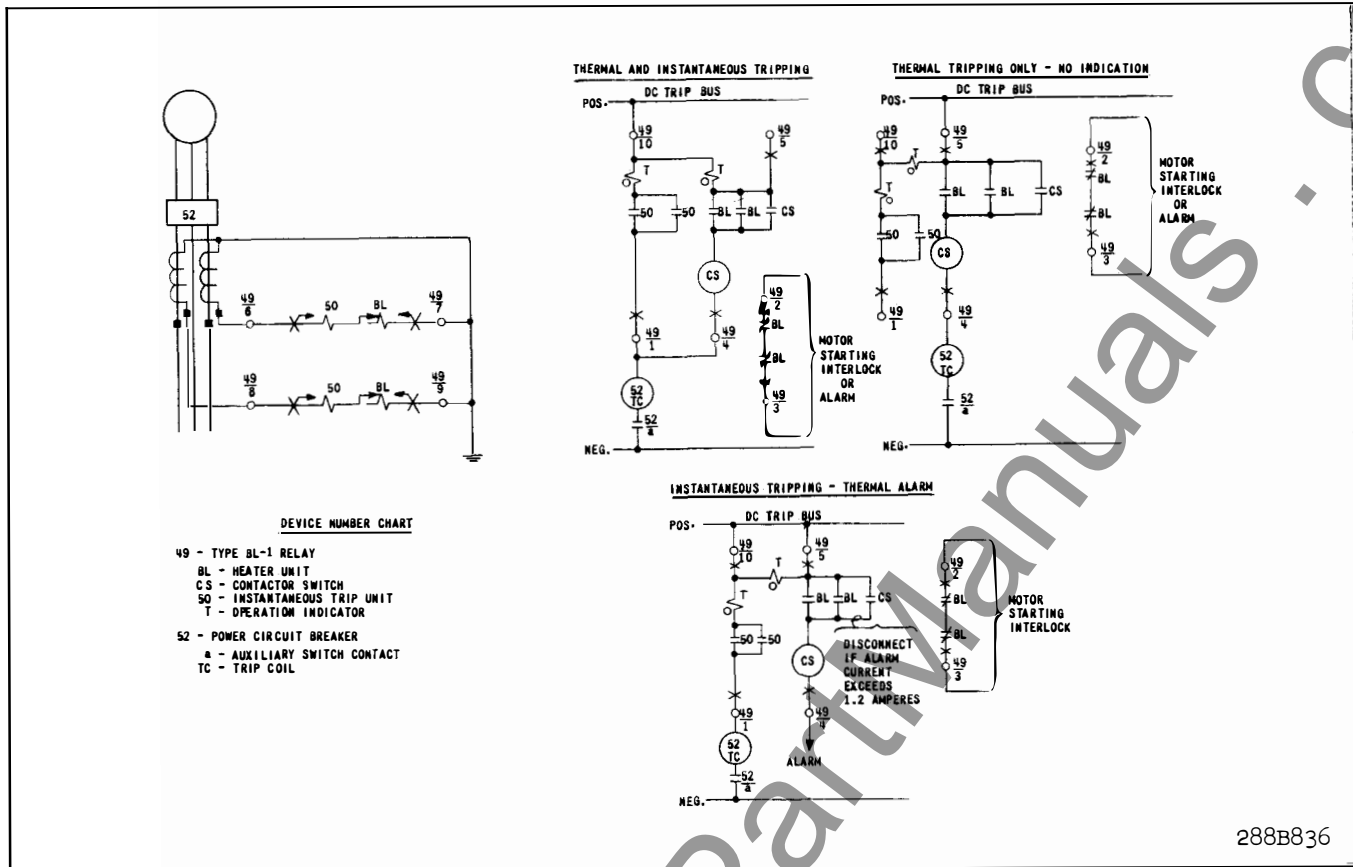 52
49
6
50
BL
49
7
49
8
50
BL
49
9
DEVICE NUMBER CHART
49 - TYPE BL-1 RELAY
BL - HEATER UNIT
CS - CONTACTOR SWITCH
50 - INSTANTANEOUS TRIP UNIT
T - OPERATION INDICATOR
52 - POWER CIRCUIT BREAKER
a - AUXILIARY SWITCH CONTACT
TC - TRIP COIL
THERMAL AND INSTANTANEOUS TRIPPING
DC TRIP BUS
POS.
49
10
49
5
T
T
50
50
BL
BL
CS
CS
49
1
49
4
52
TC
52
a
NEG.
49
2
BL
BL
49
3
MOTOR
STARTING
INTERLOCK
OR
ALARM
THERMAL TRIPPING ONLY - NO INDICATION
DC TRIP BUS
POS.
49
10
49
5
T
T
BL
BL
CS
50
50
CS
49
1
49
4
52
TC
52
a
NEG.
49
2
BL
BL
49
3
MOTOR
STARTING
INTERLOCK
OR
ALARM
INSTANTANEOUS TRIPPING - THERMAL ALARM
DC TRIP BUS
POS.
49
10
49
5
T
T
BL
BL
CS
50
50
CS
DISCONNECT
IF ALARM
CURRENT
EXCEEDS
1.2 AMPERES
49
1
49
4
52
TC
ALARM
52
a
NEG.
49
2
BL
BL
49
3
MOTOR
STARTING
INTERLOCK
288B836
PartManuals . c